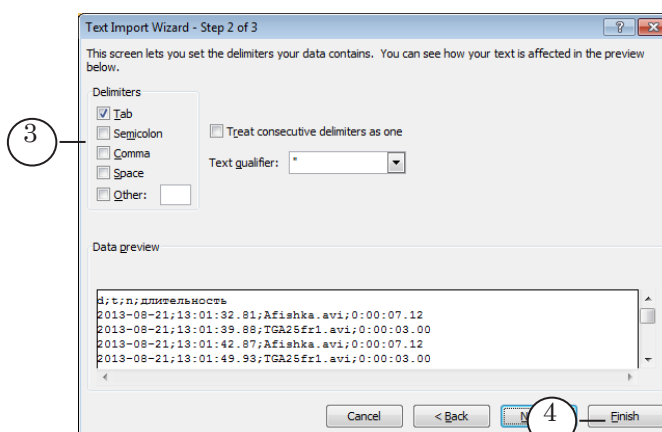 Text Import Wizard - Step 2 of 3
This screen lets you set the delimiters your data contains. You can see how your text is affected in the preview
below.
Delimiters
Tab
Semicolon
Comma
Space
Other:
Treat consecutive delimiters as one
Text qualifier: "
3
Data preview
d;t;n;длительность
2013-08-21;13:01:32.81;Afishka.avi;0:00:07.12
2013-08-21;13:01:39.88;TGA25fr1.avi;0:00:03.00
2013-08-21;13:01:42.87;Afishka.avi;0:00:07.12
2013-08-21;13:01:49.93;TGA25fr1.avi;0:00:03.00
Cancel
< Back
4
Finish